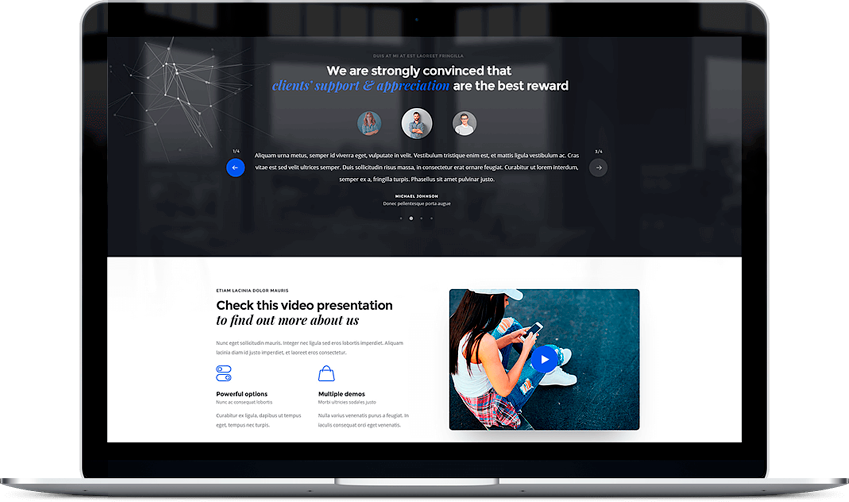 DUIS AT MI AT EST LAOREET FRINGILLA
We are strongly convinced that
clients' support & appreciation are the best reward
1/4
3/4
Aliquam urna metus, semper id viverra eget, vulputate in velit. Vestibulum tristique enim est, et mattis ligula vestibulum ac. Cras
vitae est sed velit ultrices semper. Duis sollicitudin risus massa, in consectetur erat ornare feugiat. Curabitur ut lorem interdum,
semper ex a, fringilla turpis. Phasellus sit amet pulvinar justo.
MICHAEL JOHNSON
Donec pellentesque porta augue
ETIAM LACINIA DOLOR MAURIS
Check this video presentation
to find out more about us
Nunc eget sollicitudin mauris. Integer nec ligula sed eros lobortis imperdiet. Aliquam
lacinia diam id justo imperdiet, et laoreet eros consectetur.
Powerful options
Nunc ac consequat lobortis
Curabitur ex ligula, dapibus ut tempus
eget, tempus nec turpis.
Multiple demos
Morbi ultricies sodales justo
Nulla varius venenatis purus a feugiat. In
iaculis consequat orci eget venenatis.